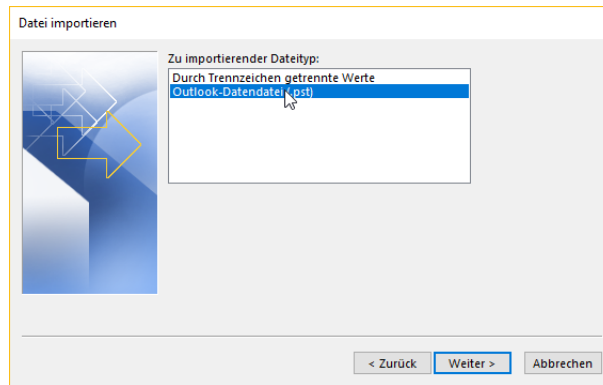 Datei importieren
Zu importierender Dateityp:
Durch Trennzeichen getrennte Werte
Outlook-Datendatei (.pst)
< Zurück
Weiter >
Abbrechen